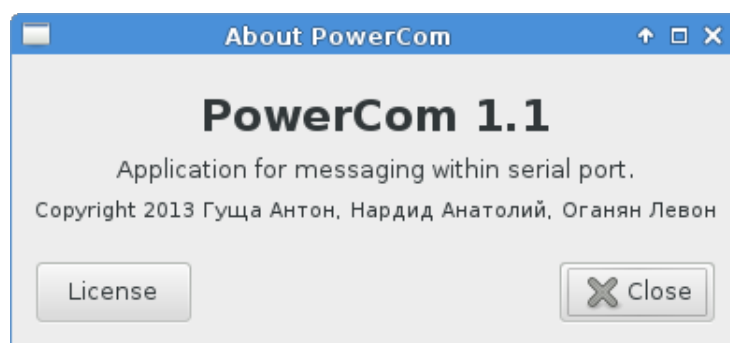 About PowerCom
PowerCom 1.1
Application for messaging within serial port.
Copyright 2013 Гуща Антон, Нардид Анатолий, Оганян Левон
License
Close